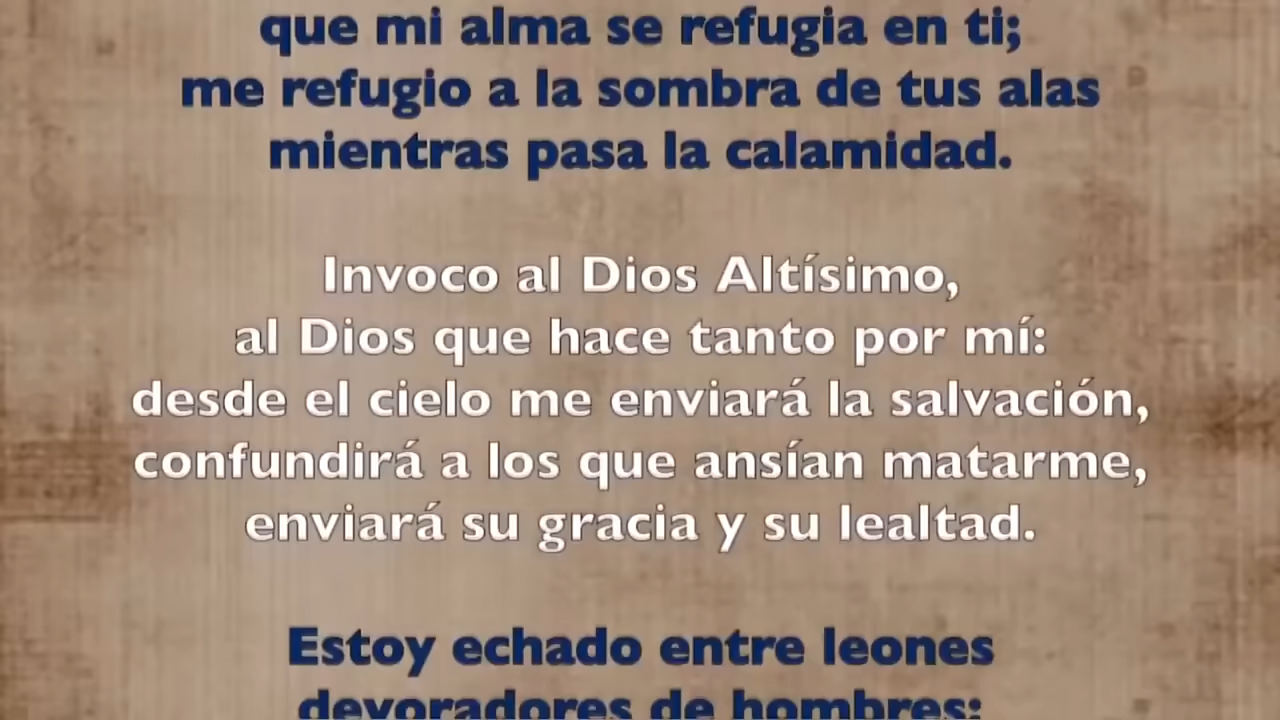 que mi alma se refugia en ti;
me refugio a la sombra de tus alas
mientras pasa la calamidad.
Invoco al Dios Altísimo,
al Dios que hace tanto por mí:
desde el cielo me enviará la salvación,
confundirá a los que ansían matarme,
enviará su gracia y su lealtad.
Estoy echado entre leones
devoradores de hombres: